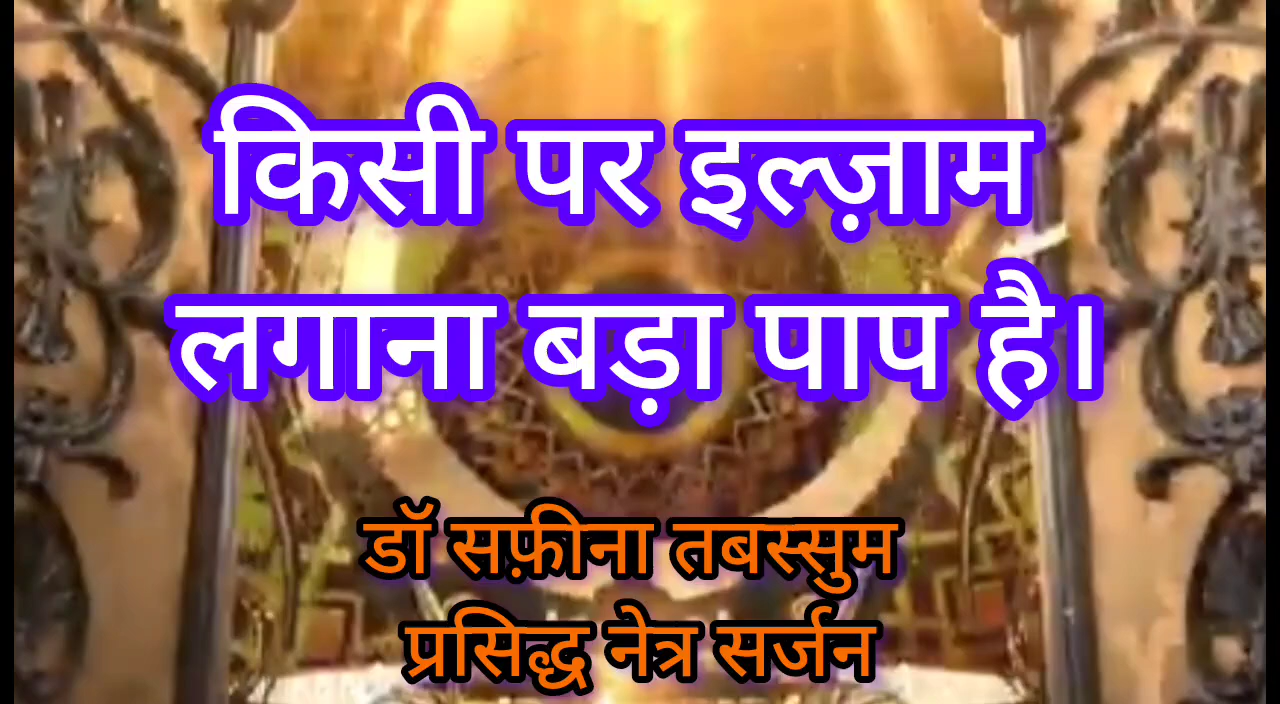 किसी पर इल्ज़ाम
लगाना बड़ा पाप है।
डॉ सफ़ीना तबस्सुम
प्रसिद्ध नेत्र सर्जन